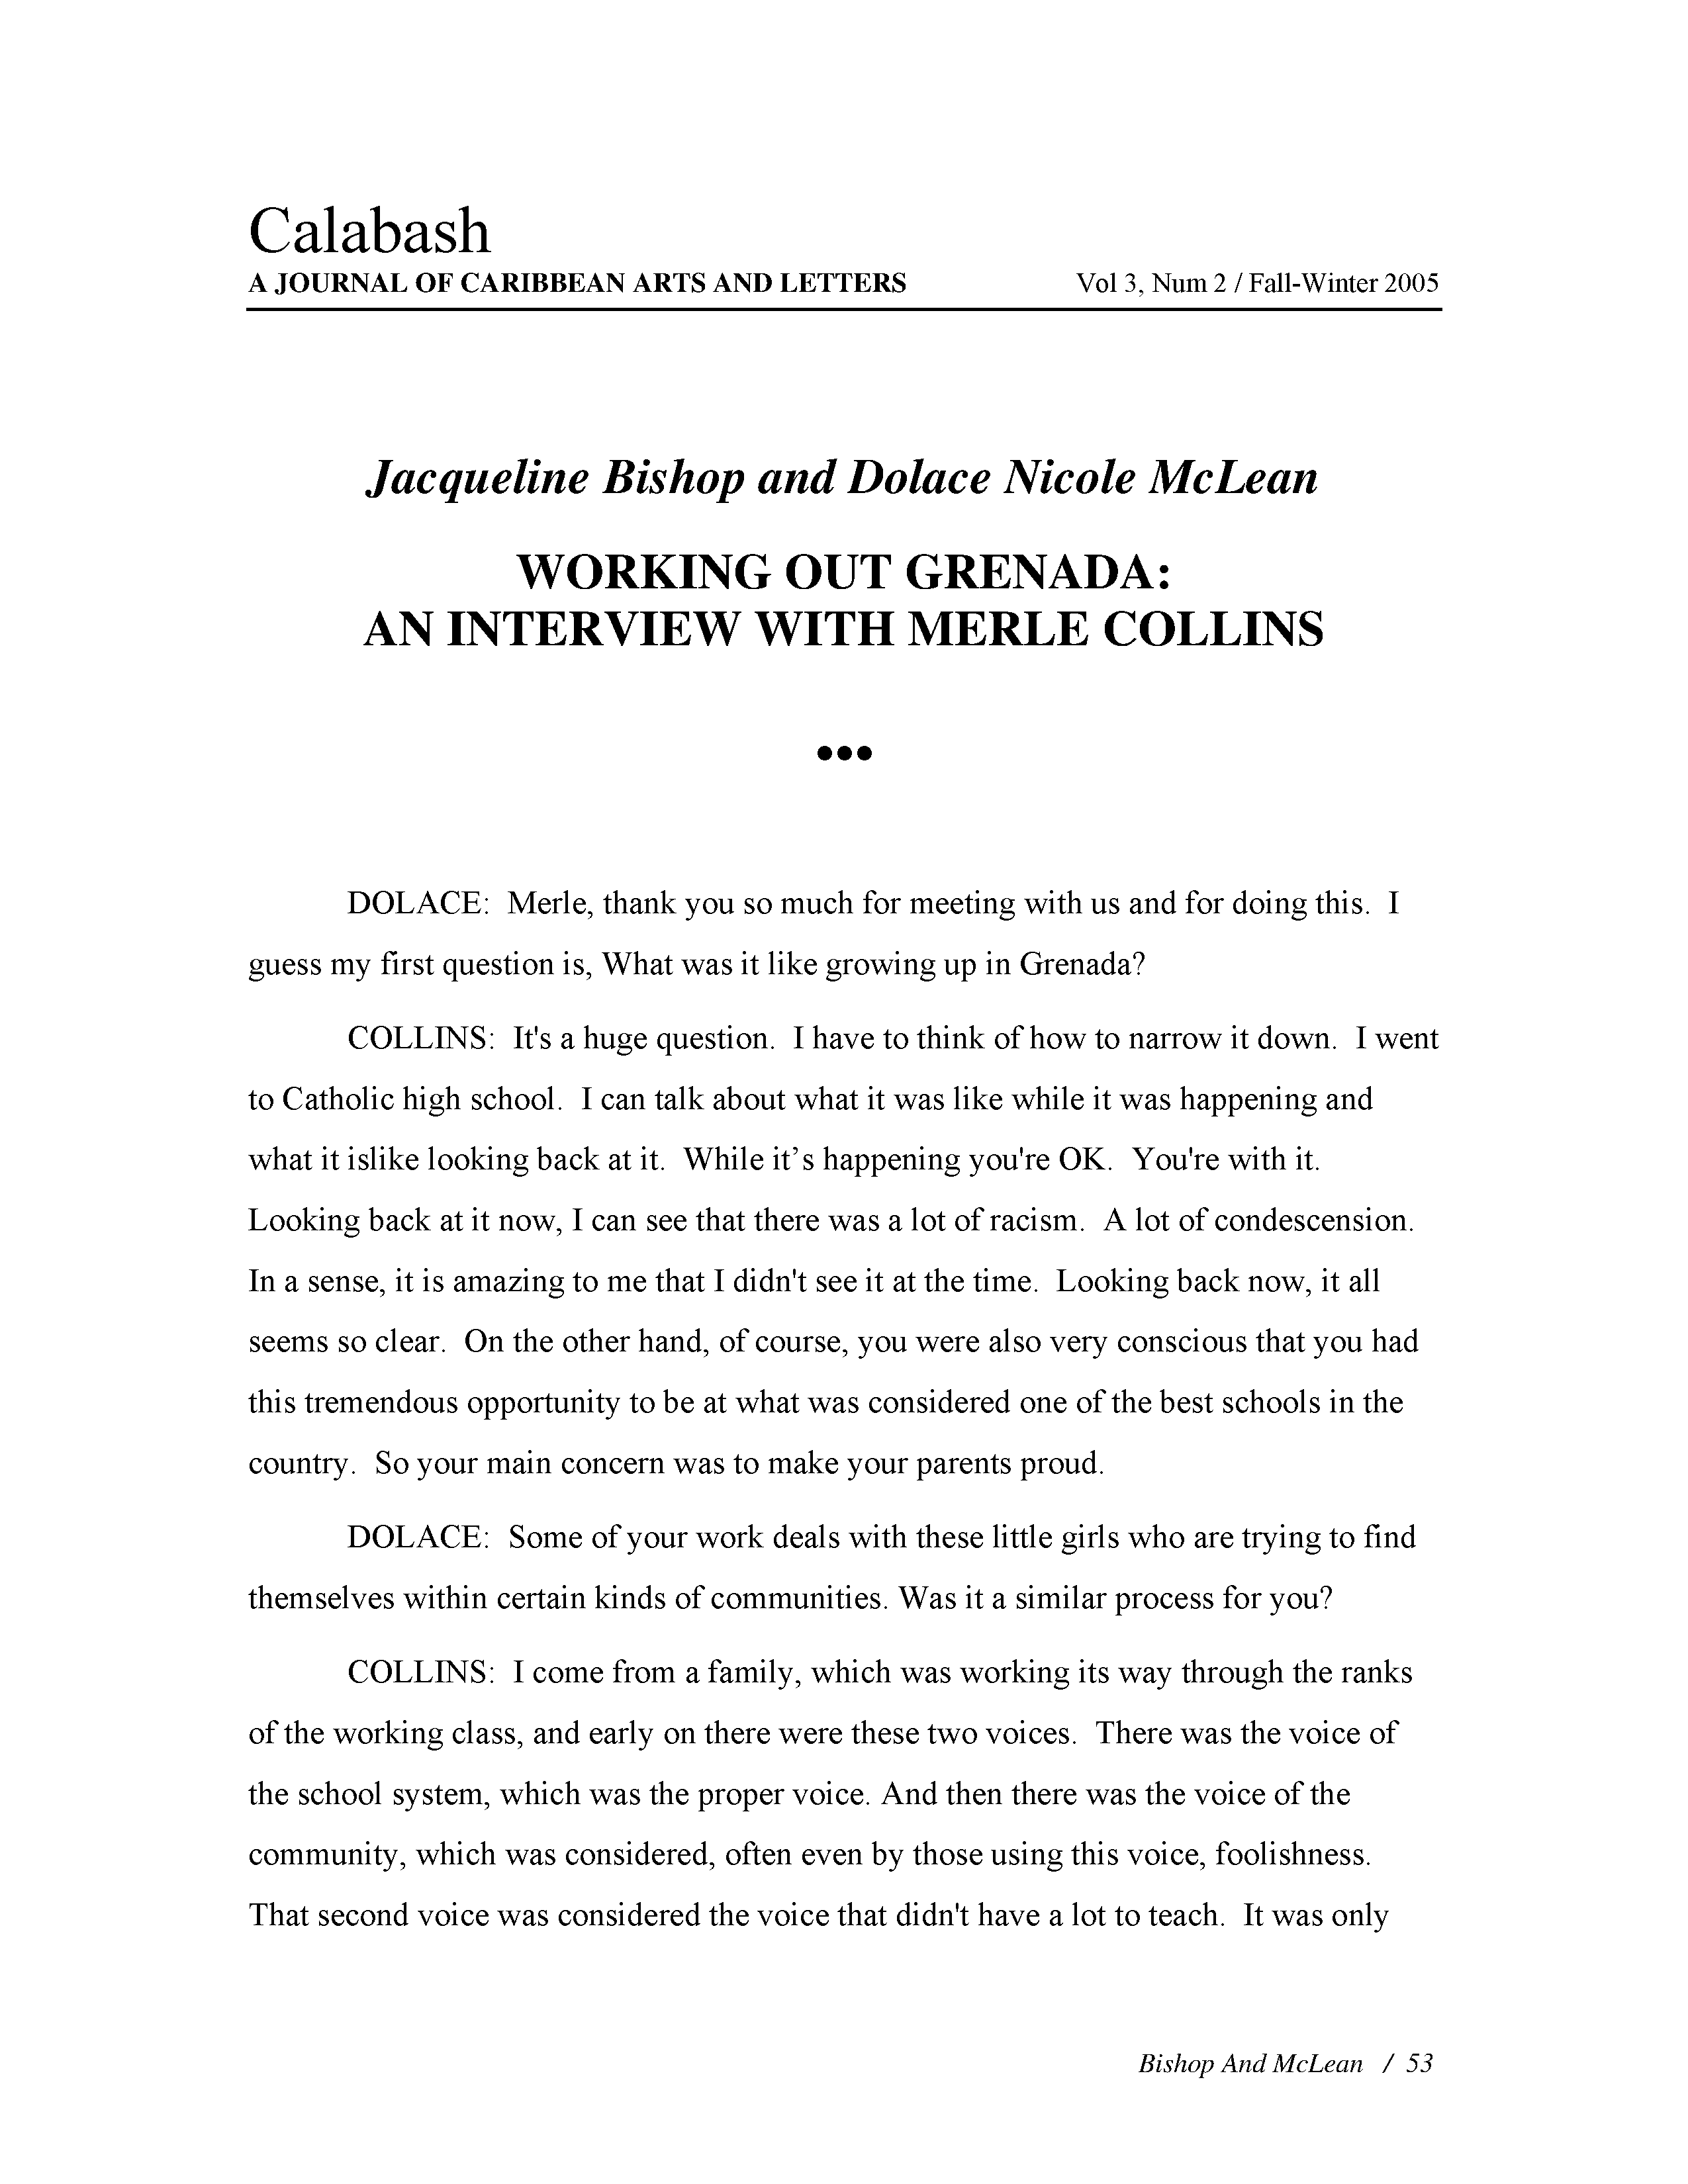 Calabash
A JOURNAL OF CARIBBEAN ARTS AND LETTERS Vol 3, Num 2 / Fall-Winter 2005
Jacqueline Bishop and Dolace Nicole McLean
WORKING OUT GRENADA:
AN INTERVIEW WITH MERLE COLLINS
•••
DOLACE: Merle, thank you so much for meeting with us and for doing this. I
guess my first question is, What was it like growing up in Grenada?
COLLINS: It's a huge question. I have to think of how to narrow it down. I went
to Catholic high school. I can talk about what it was like while it was happening and
what it islike looking back at it. While it’s happening you're OK. You're with it.
Looking back at it now, I can see that there was a lot of racism. A lot of condescension.
In a sense, it is amazing to me that I didn't see it at the time. Looking back now, it all
seems so clear. On the other hand, of course, you were also very conscious that you had
this tremendous opportunity to be at what was considered one of the best schools in the
country. So your main concern was to make your parents proud.
DOLACE: Some of your work deals with these little girls who are trying to find
themselves within certain kinds of communities. Was it a similar process for you?
COLLINS: I come from a family, which was working its way through the ranks
of the working class, and early on there were these two voices. There was the voice of
the school system, which was the proper voice. And then there was the voice of the
community, which was considered, often even by those using this voice, foolishness.
That second voice was considered the voice that didn't have a lot to teach. It was only
Bishop And McLean / 53